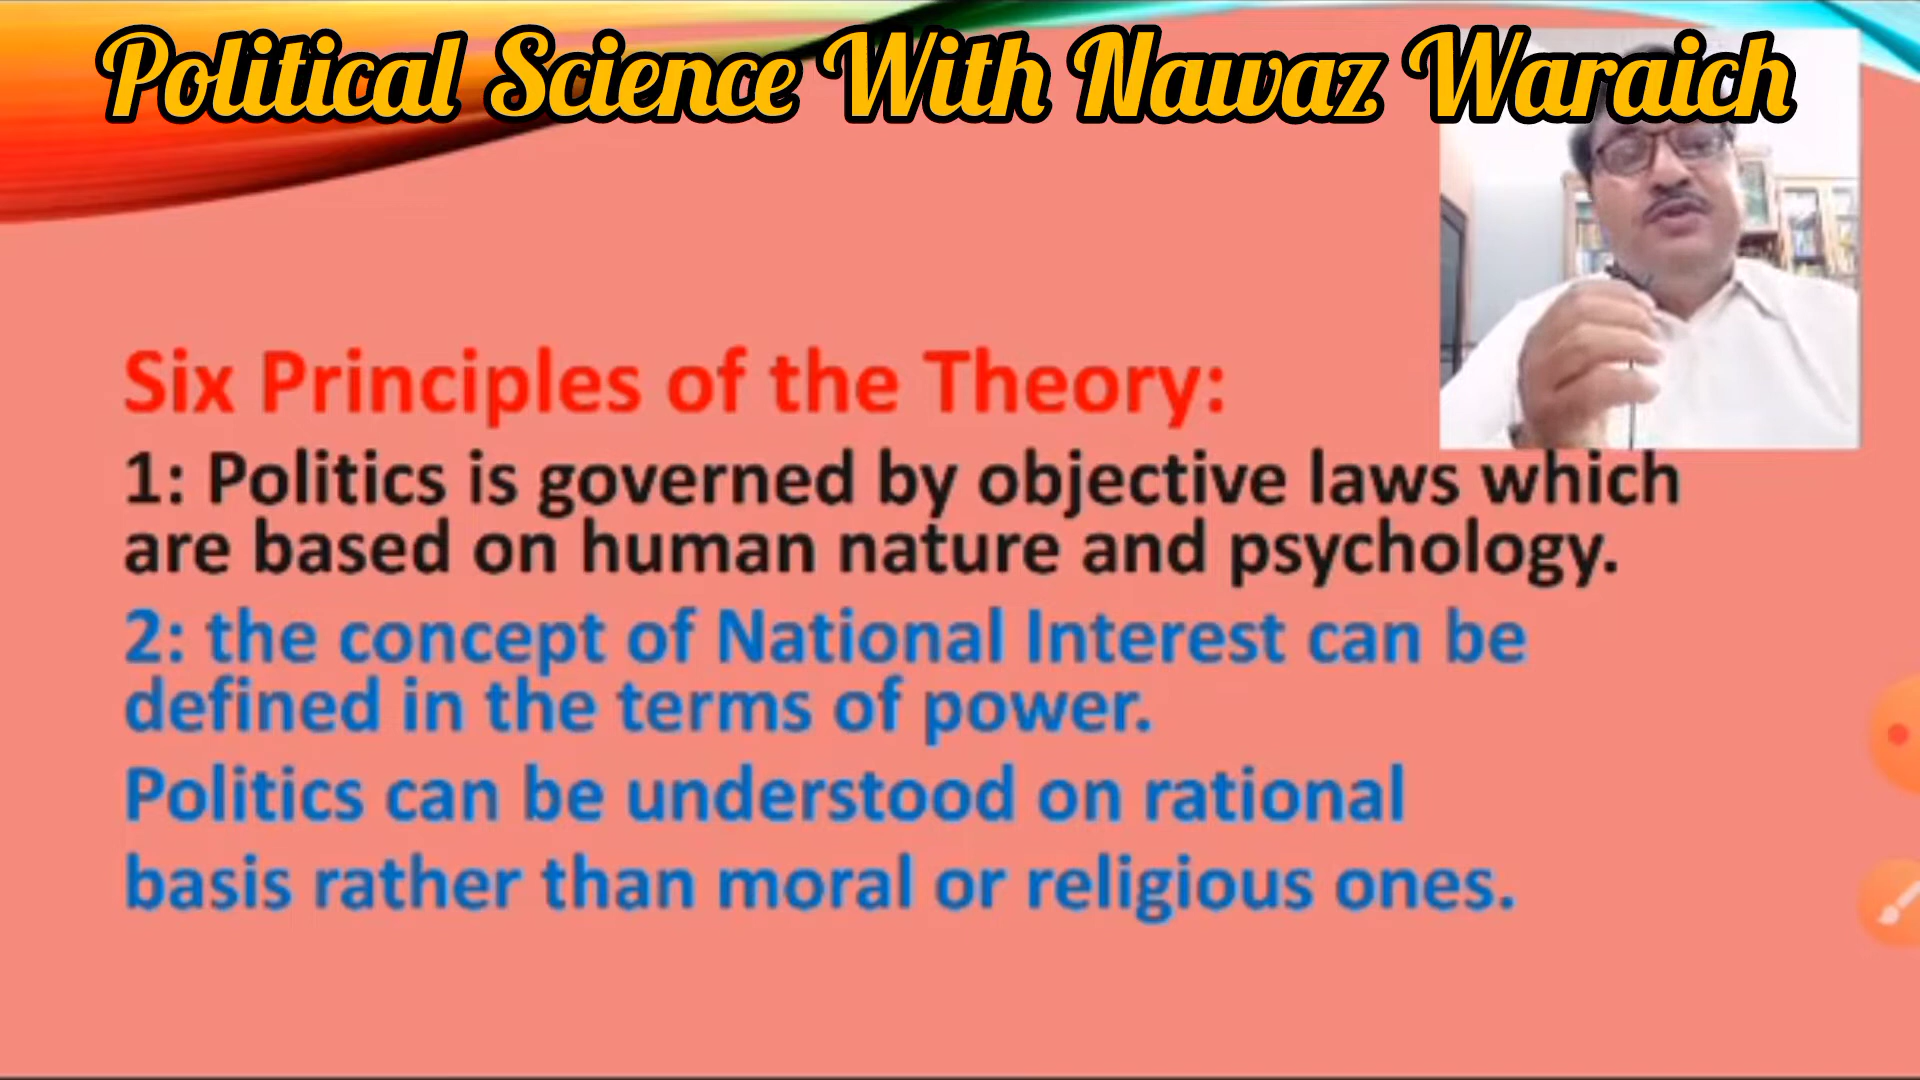 Political Science With Nawaz Waraich
Six Principles of the Theory:
1: Politics is governed by objective laws which
are based on human nature and psychology.
2: the concept of National Interest can be
defined in the terms of power.
Politics can be understood on rational
basis rather than moral or religious ones.